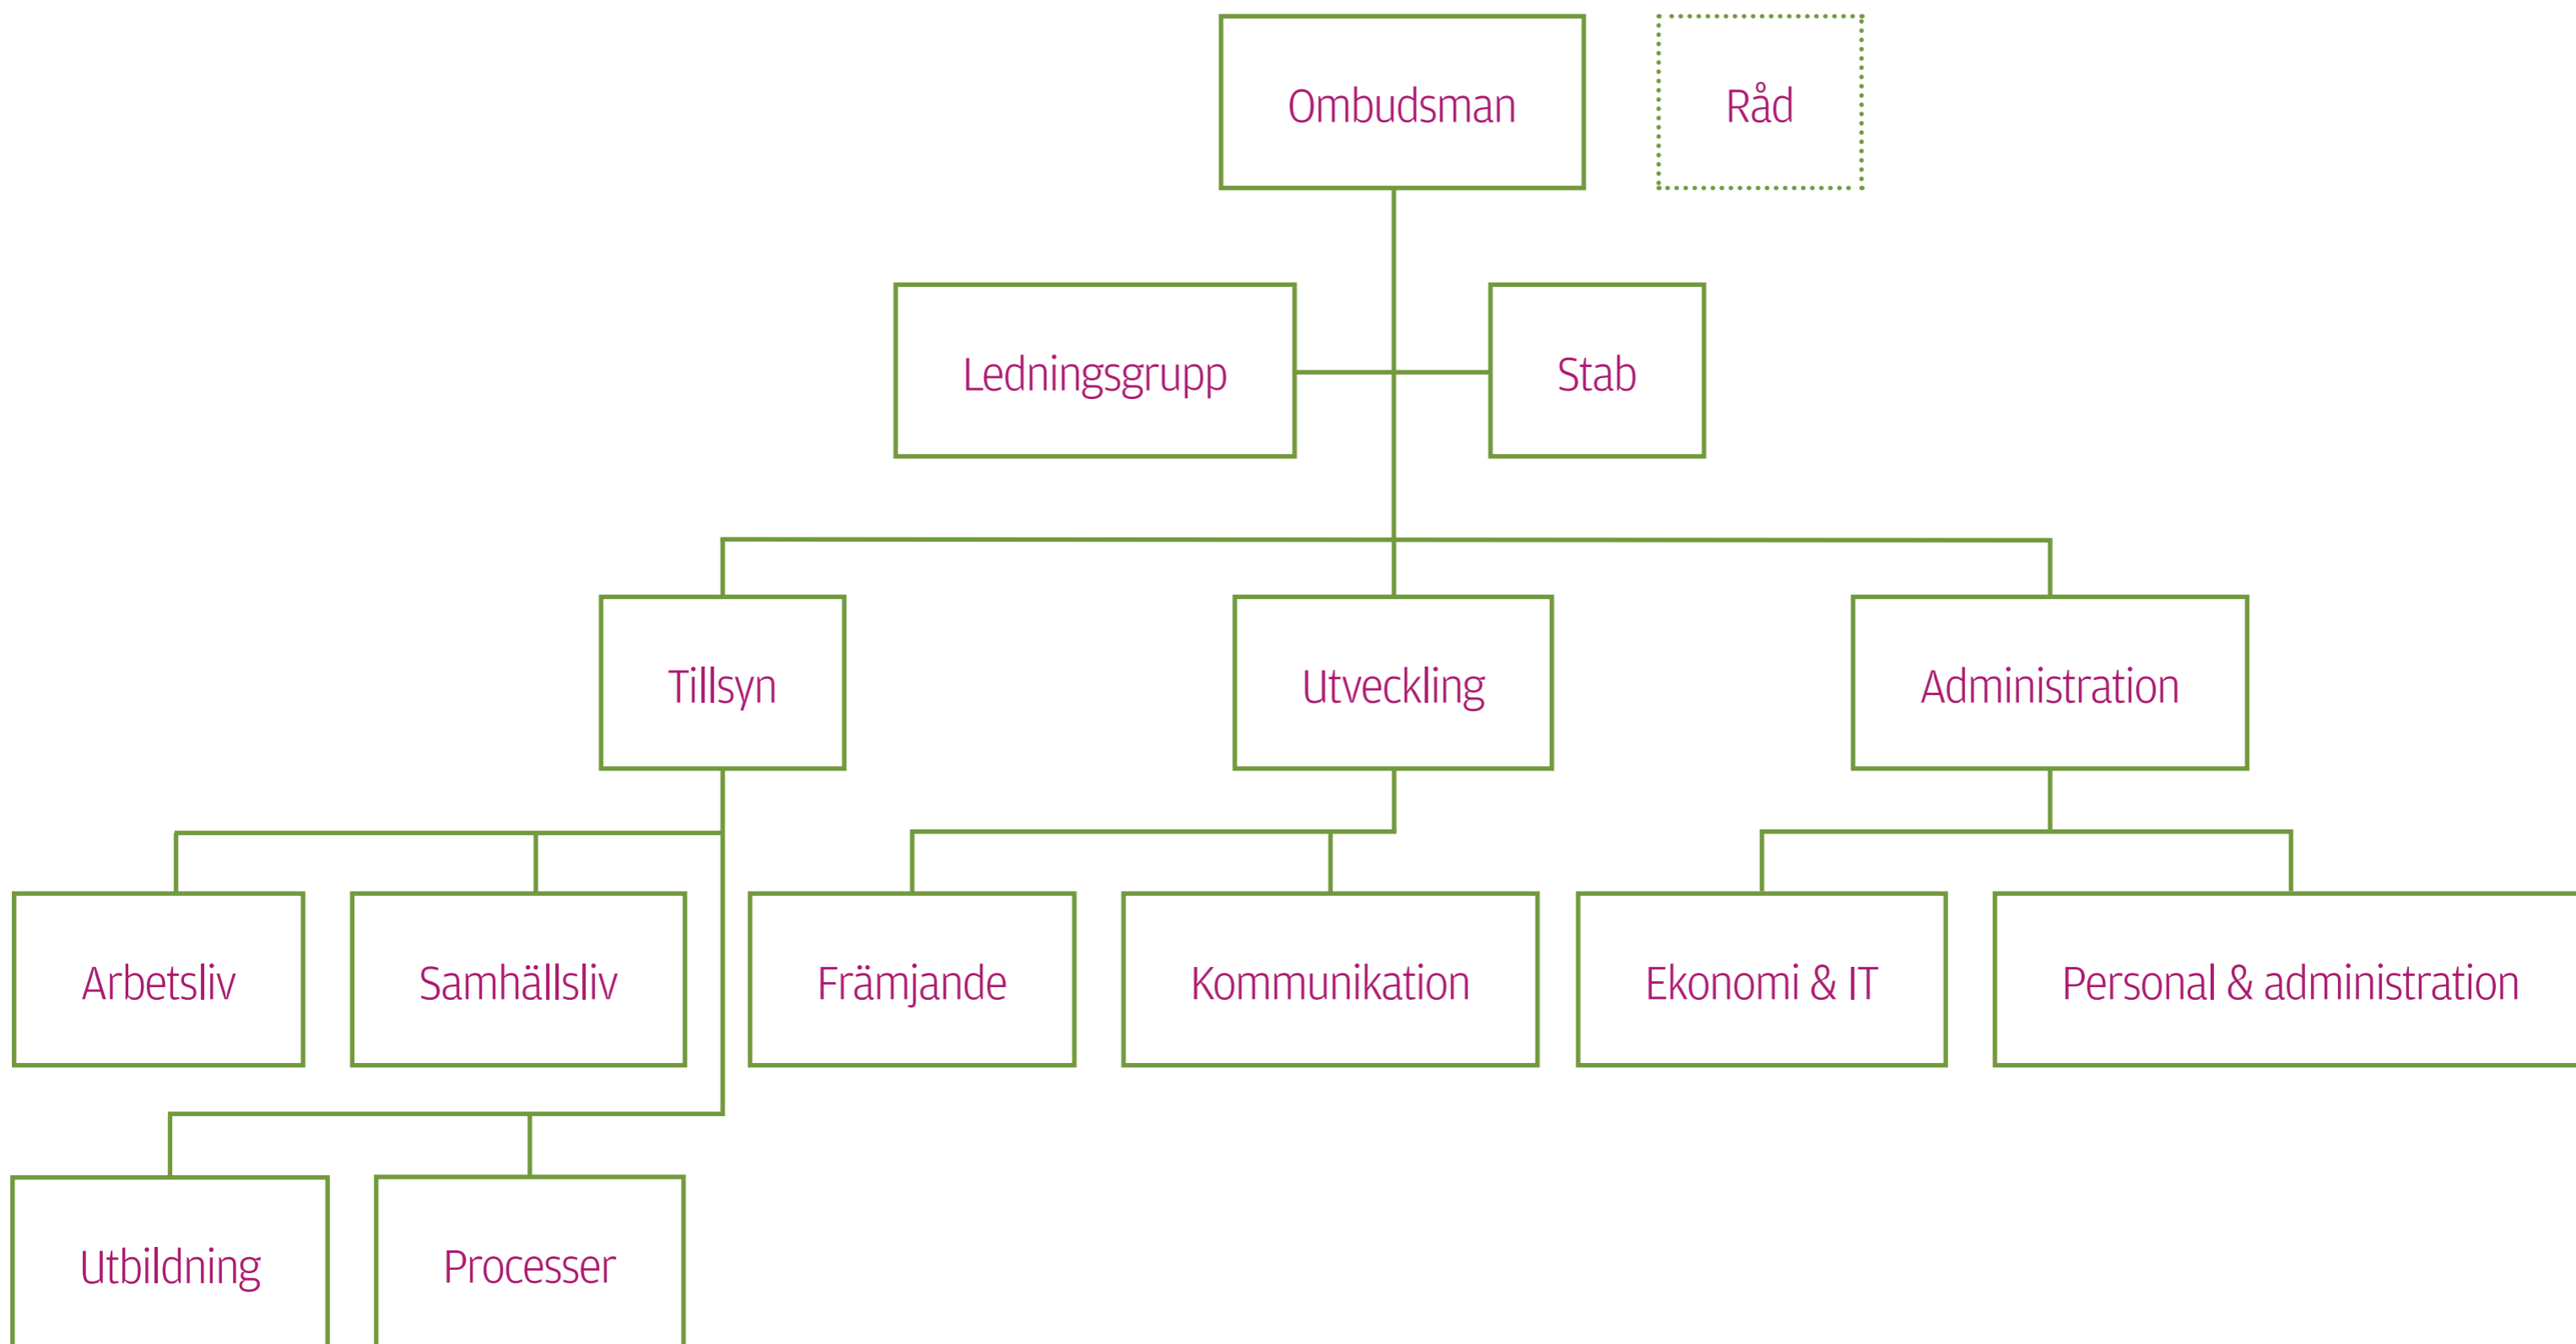 Ombudsman
Råd
Ledningsgrupp
Stab
Tillsyn
Utveckling
Administration
Arbetsliv
Samhällsliv
Främjande
Kommunikation
Ekonomi & IT
Personal & administration
Utbildning
Processer